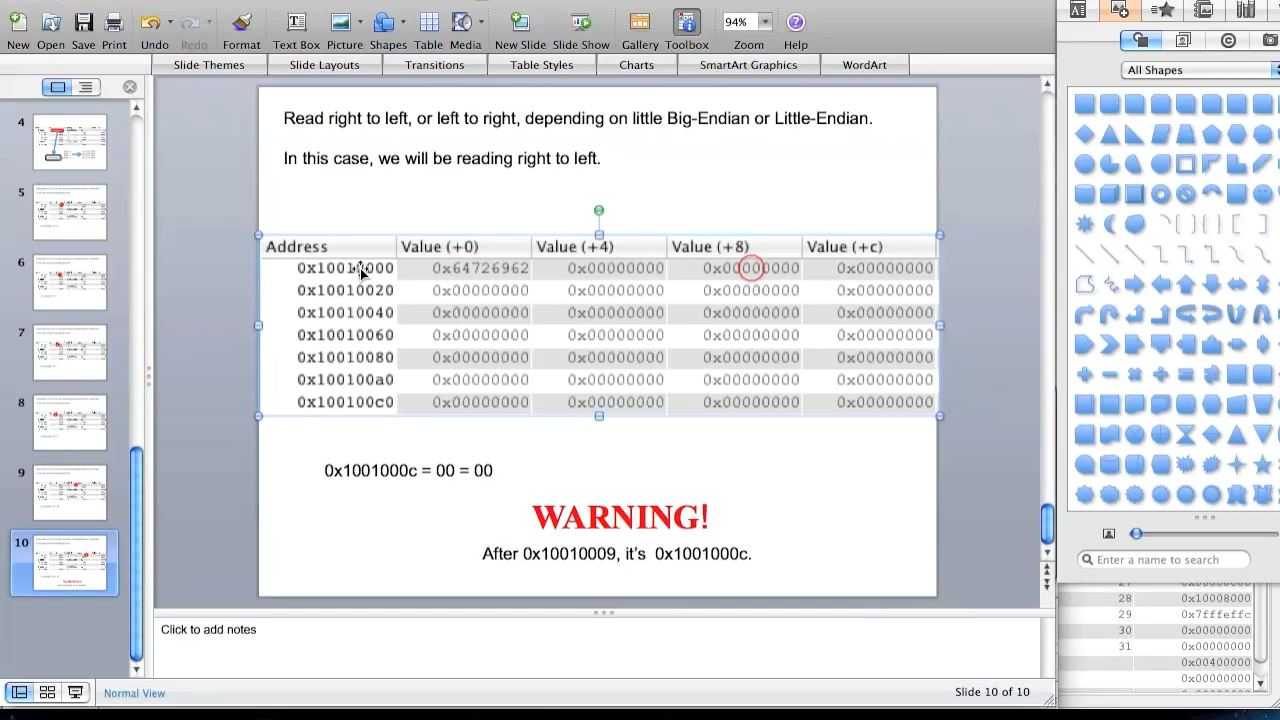 New Open Save Print Undo Redo Format Text Box Picture Shapes Table Media New Slide Slide Show Gallery Toolbox 94% Zoom Help
Slide Themes Slide Layouts Transitions Table Styles Charts SmartArt Graphics WordArt
All Shapes
4
5
6
7
8
9
10
Read right to left, or left to right, depending on little Big-Endian or Little-Endian.
In this case, we will be reading right to left.
Address Value (+0) Value (+4) Value (+8) Value (+c)
0x10010000 0x64726962 0x00000000 0x00000000 0x00000000
0x10010020 0x00000000 0x00000000 0x00000000 0x00000000
0x10010040 0x00000000 0x00000000 0x00000000 0x00000000
0x10010060 0x00000000 0x00000000 0x00000000 0x00000000
0x10010080 0x00000000 0x00000000 0x00000000 0x00000000
0x100100a0 0x00000000 0x00000000 0x00000000 0x00000000
0x100100c0 0x00000000 0x00000000 0x00000000 0x00000000
0x1001000c = 00 = 00
WARNING!
After 0x10010009, it's 0x1001000c.
Enter a name to search
27 0x00000000
28 0x10008000
29 0x7fffeffc
30 0x00000000
31 0x00000000
0x00400000
0x00000000
Click to add notes
Normal View
Slide 10 of 10